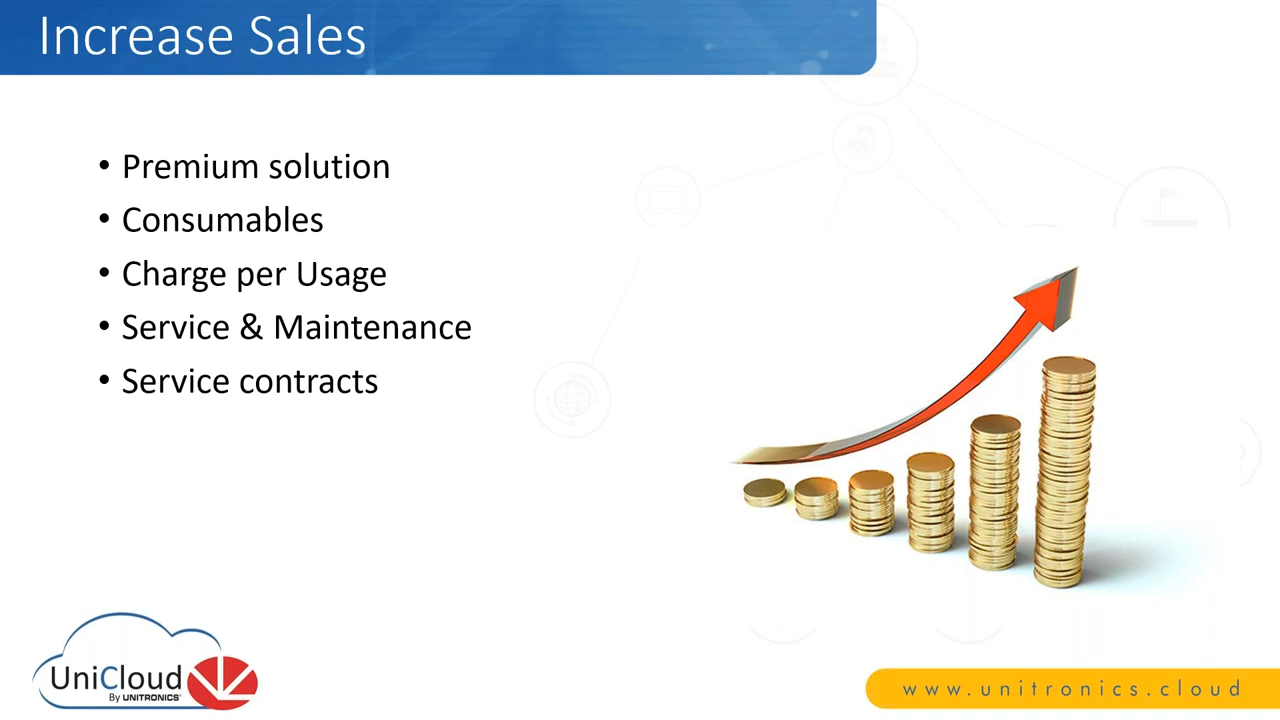 Increase Sales
• Premium solution
• Consumables
• Charge per Usage
• Service & Maintenance
• Service contracts
UniCloud
By UNITRONICS
www.unitronics.cloud